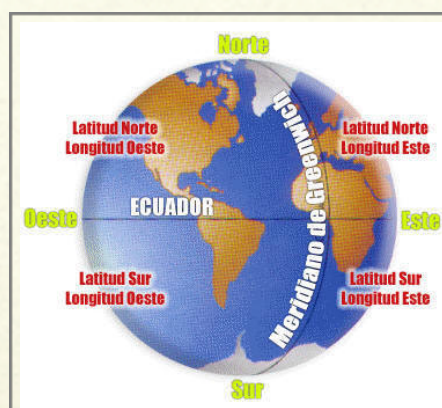 Norte
Latitud Norte
Longitud Oeste
Latitud Norte
Longitud Este
Meridiano de Greenwich
Oeste
ECUADOR
Este
Latitud Sur
Longitud Oeste
Latitud Sur
Longitud Este
Sur